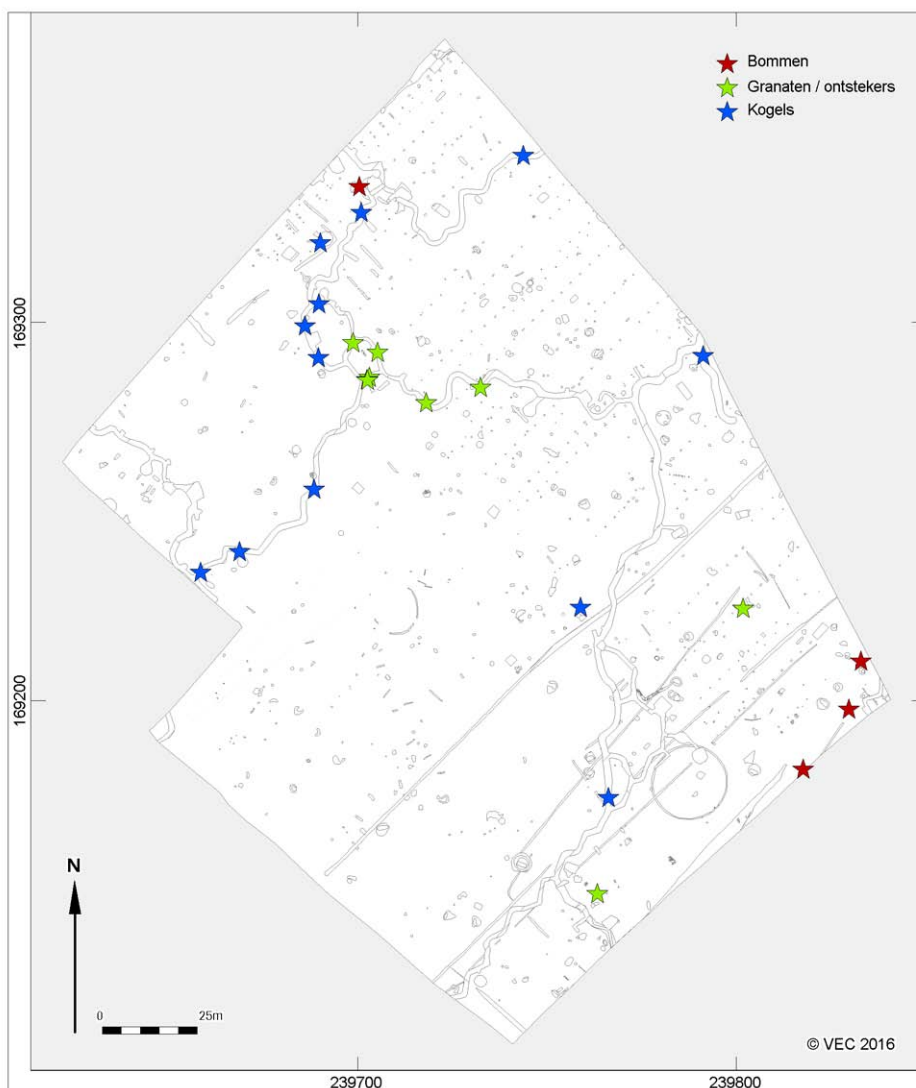 Bommen
Granaten / ontstekers
Kogels
169300
169200
N
0 25m
© VEC 2016
239700 239800